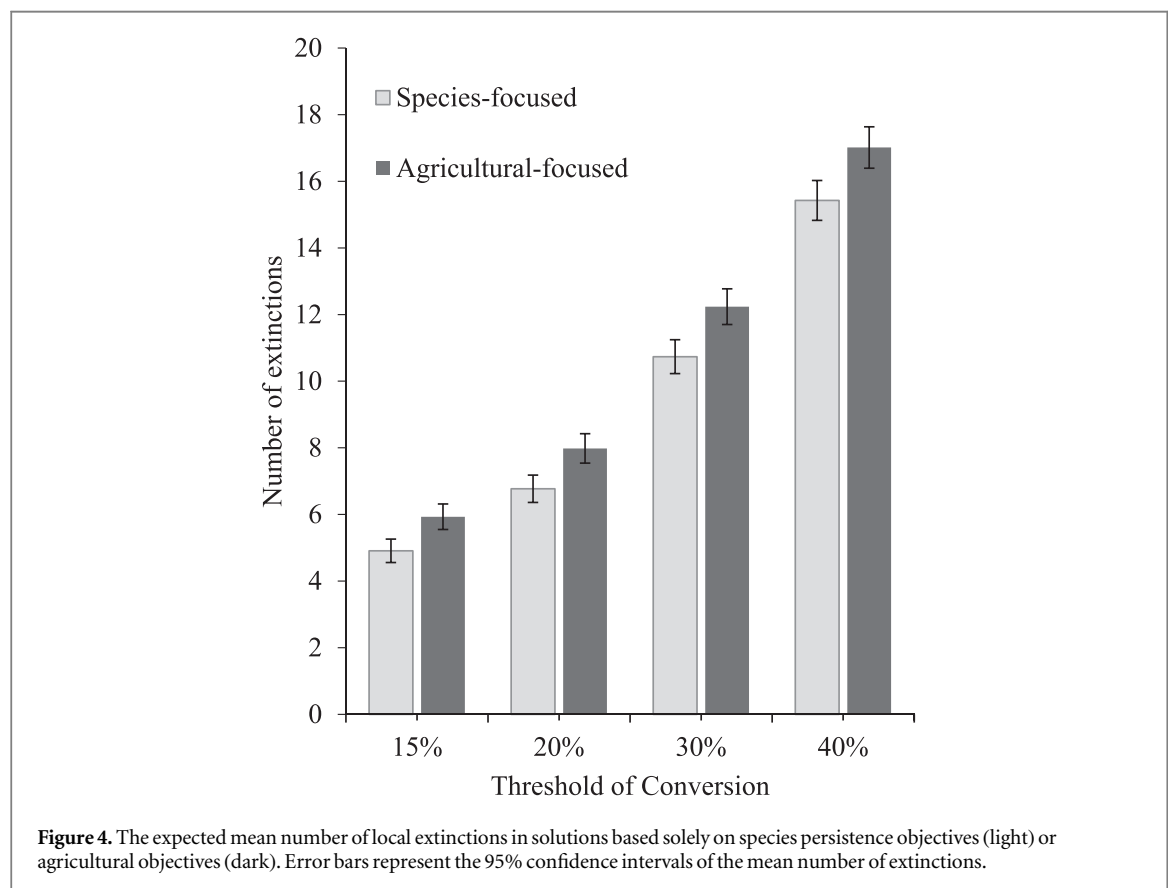 20
18
16
14
12
10
8
6
4
2
0
Number of extinctions
Species-focused
Agricultural-focused
15% 20% 30% 40%
Threshold of Conversion
Figure 4. The expected mean number of local extinctions in solutions based solely on species persistence objectives (light) or
agricultural objectives (dark). Error bars represent the 95% confidence intervals of the mean number of extinctions.